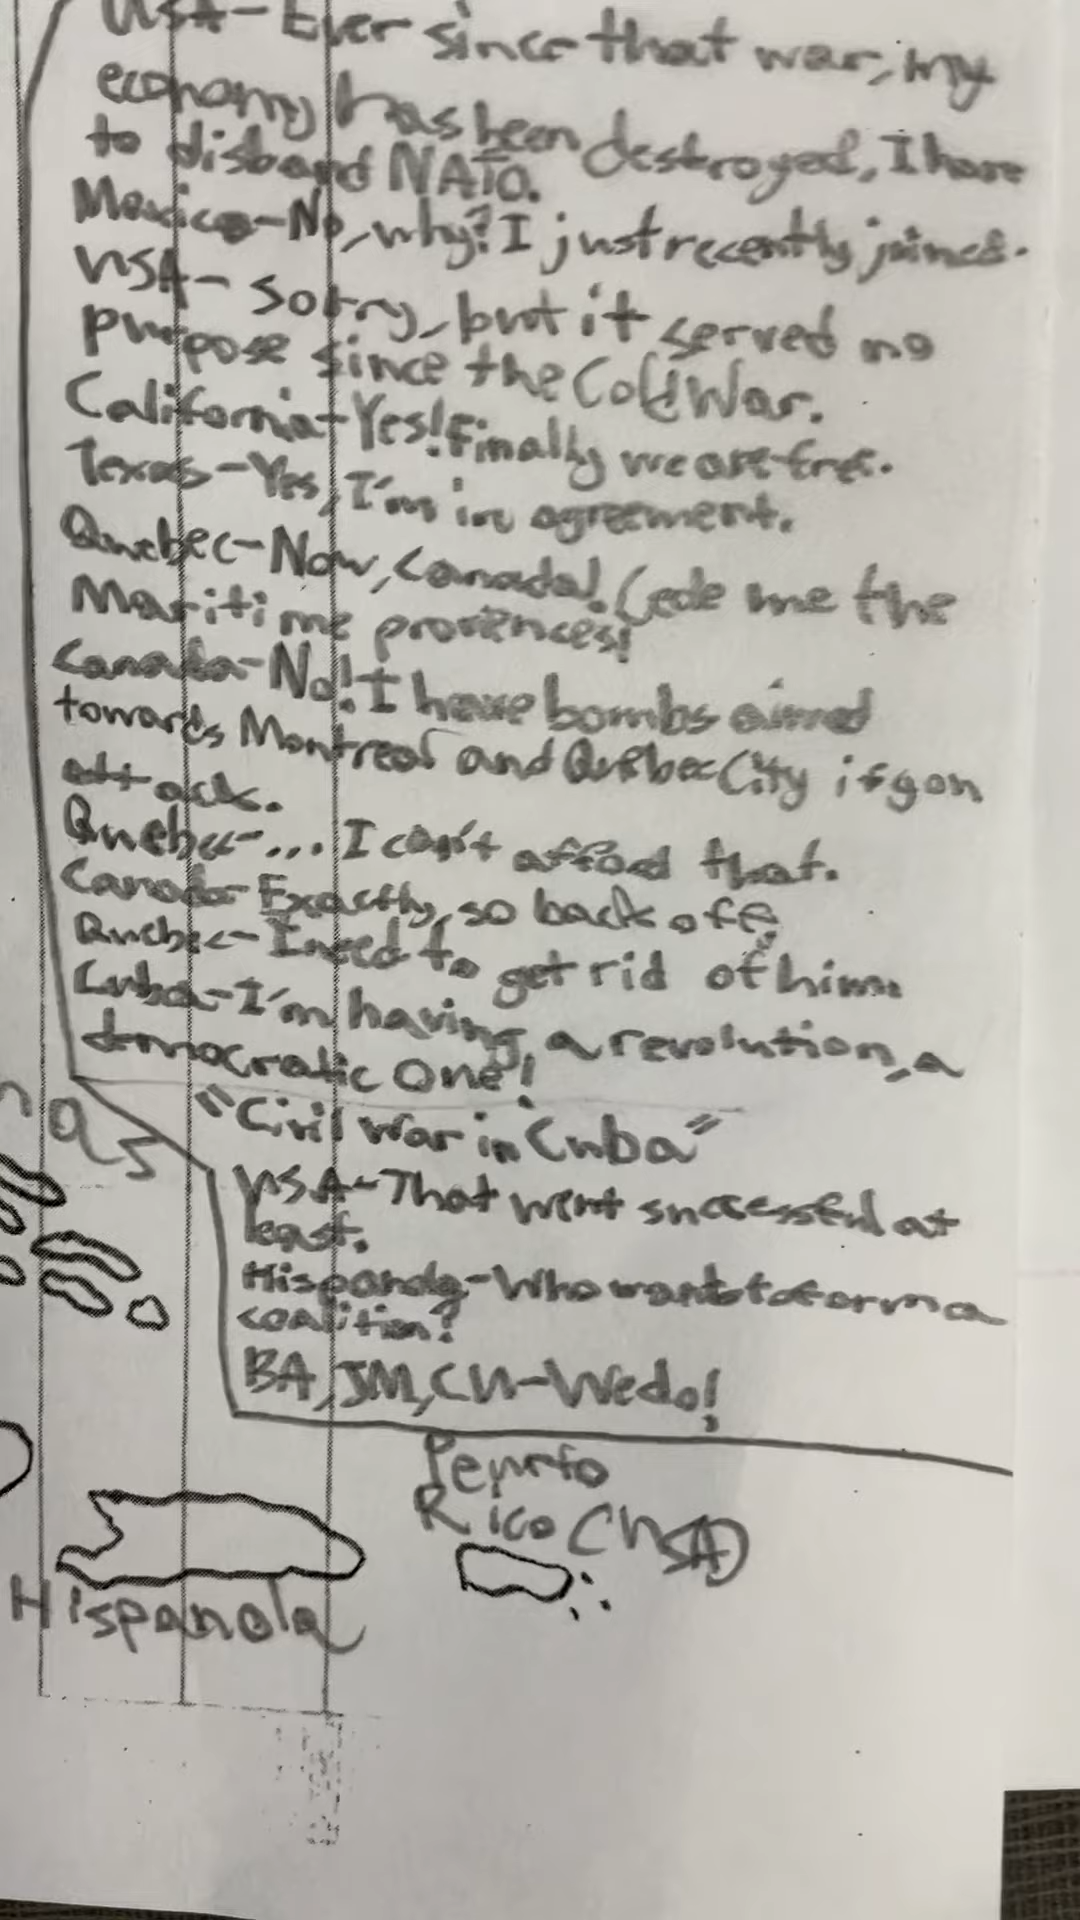 USA-Ever since that war, my
economy has been destroyed, I have
to disband NATO.
Mexico-No, why? I just recently joined.
USA-Sorry, but it served no
purpose since the Cold War.
California-Yes! Finally we are free.
Texas-Yes, I'm in agreement.
Quebec-Now, Canada! Cede me the
Maritime provences!
Canada-No! I have bombs aimed
towards Montreal and Quebec City if you
attack.
Quebec-... I can't afford that.
Canada-Exactly, so back off.
Quebec-I need to get rid of him.
Cuba-I'm having a revolution, a
democratic One!
"Civil War in Cuba"
USA-That went successful at
least.
Hispanola-Who wants to form a
coalition?
BA, JM, CU-We do!
nas
Peurto
Rico (USA)
Hispanola